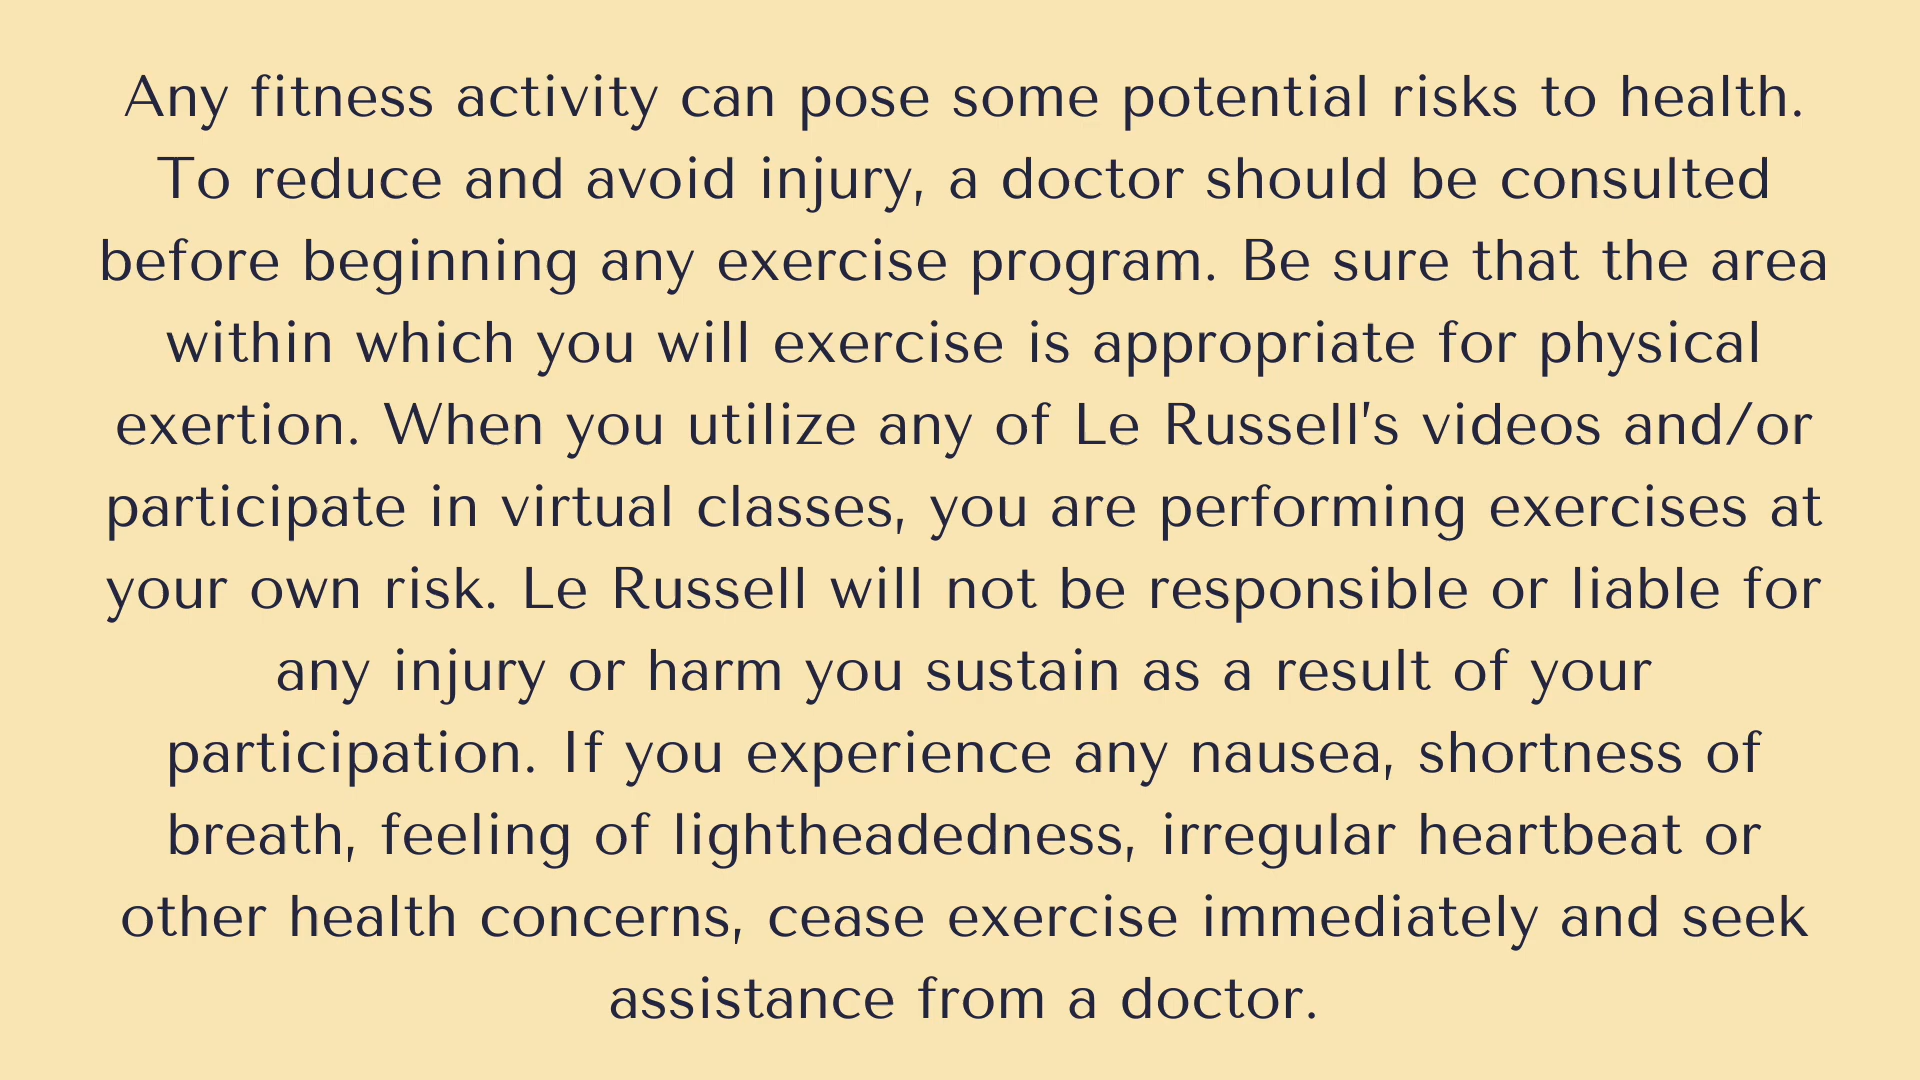 Any fitness activity can pose some potential risks to health.
To reduce and avoid injury, a doctor should be consulted
before beginning any exercise program. Be sure that the area
within which you will exercise is appropriate for physical
exertion. When you utilize any of Le Russell's videos and/or
participate in virtual classes, you are performing exercises at
your own risk. Le Russell will not be responsible or liable for
any injury or harm you sustain as a result of your
participation. If you experience any nausea, shortness of
breath, feeling of lightheadedness, irregular heartbeat or
other health concerns, cease exercise immediately and seek
assistance from a doctor.